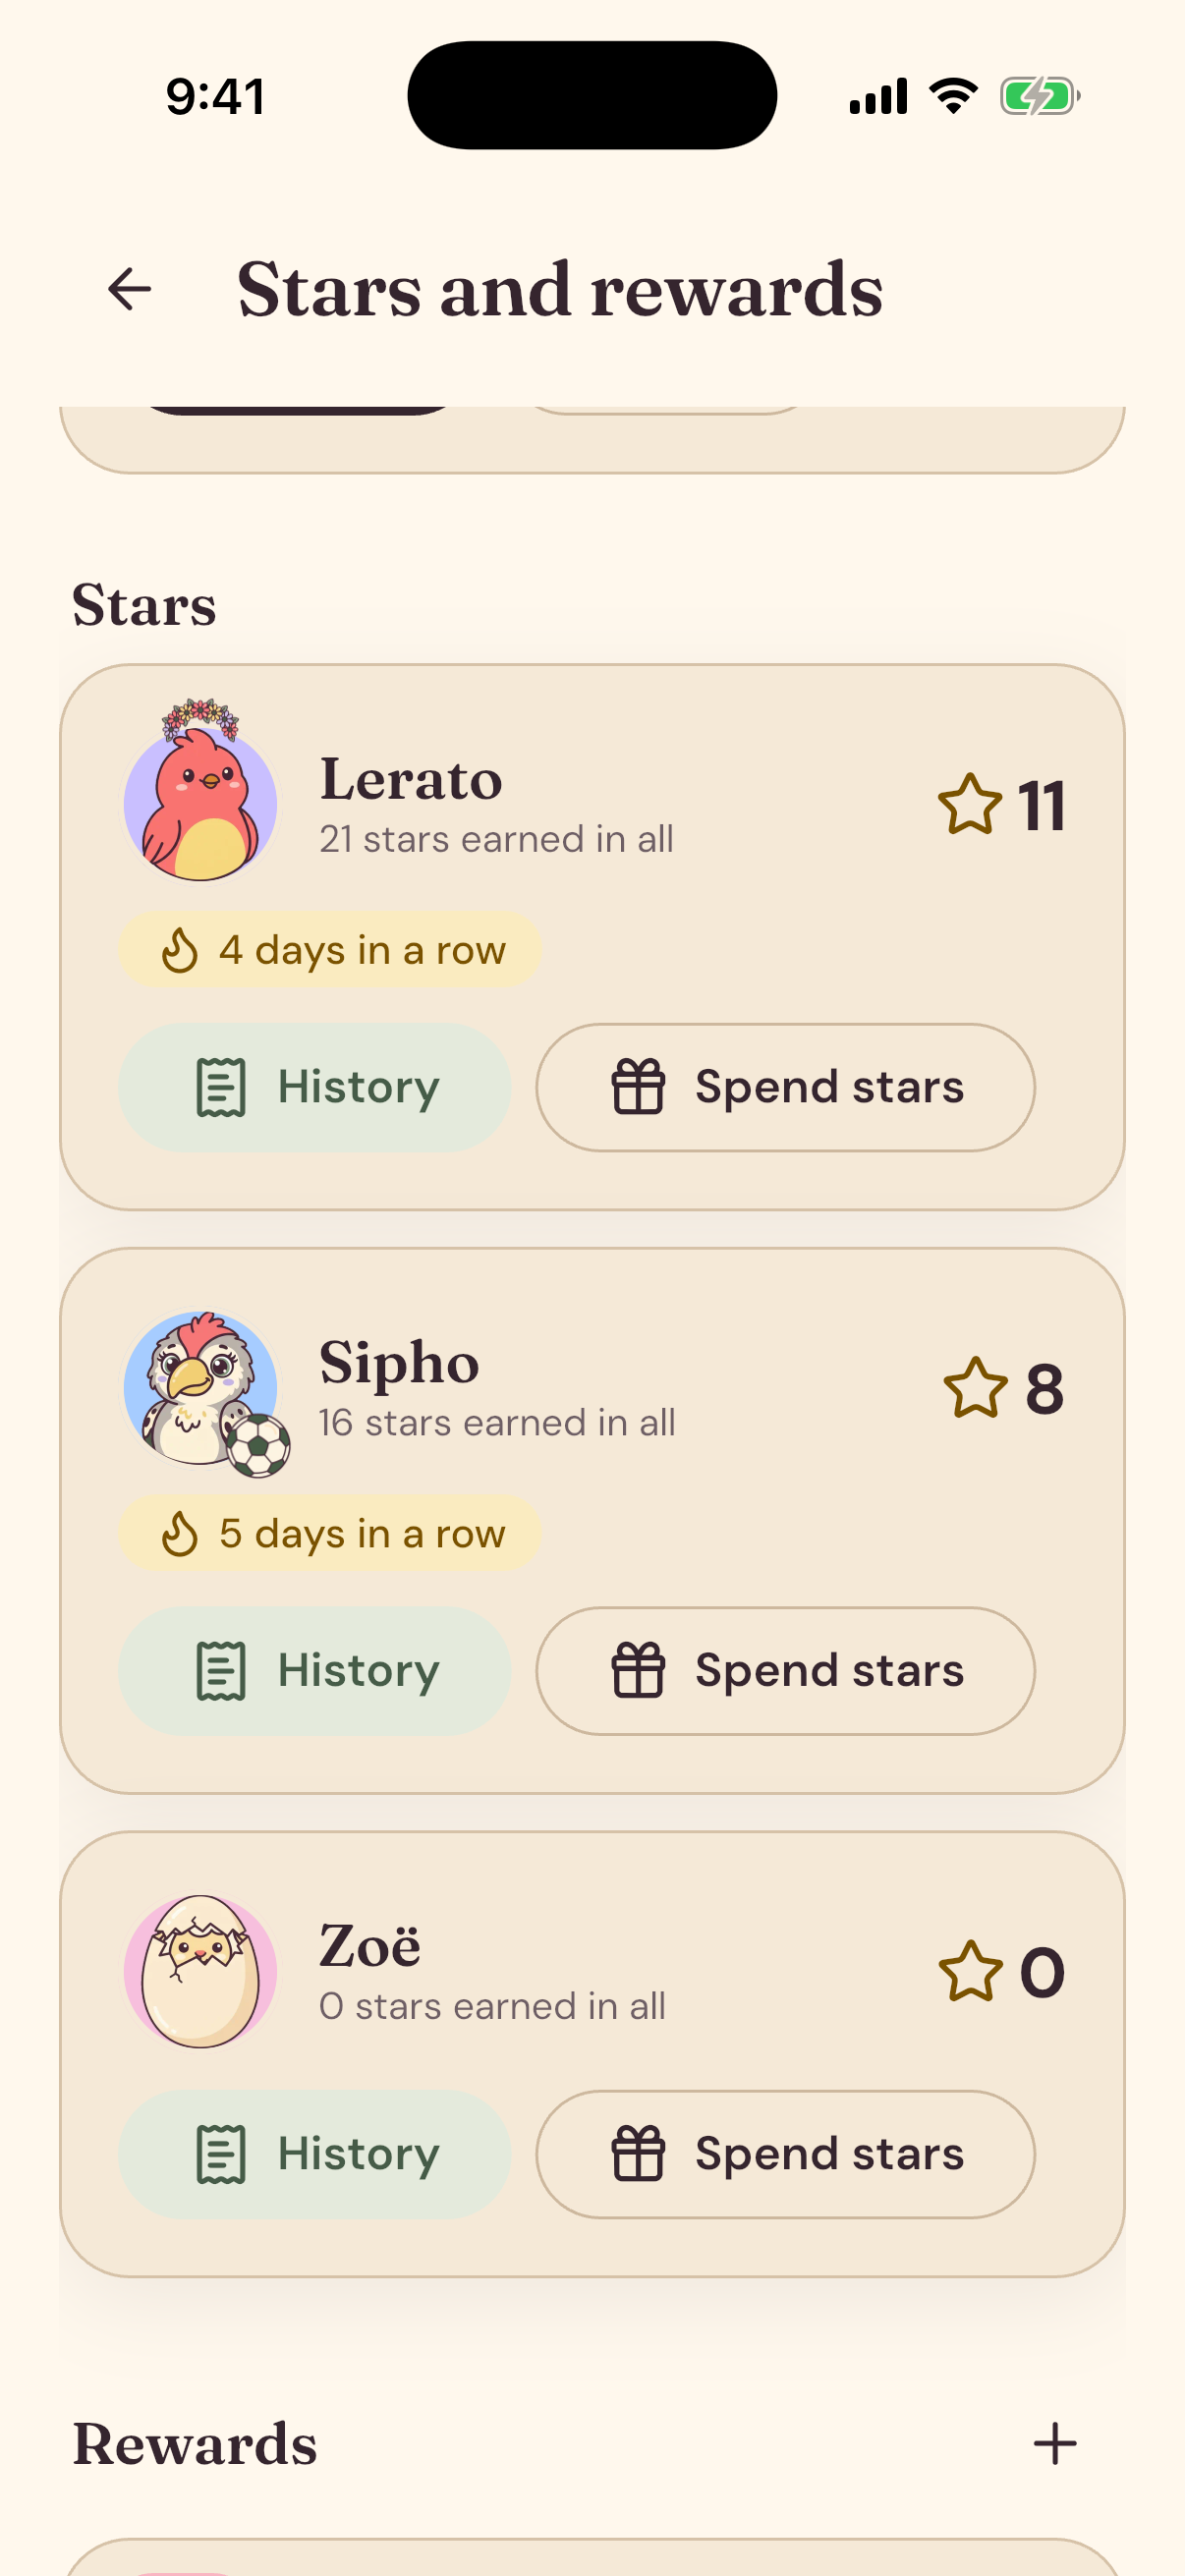 9:41
Stars and rewards
Stars
Lerato
21 stars earned in all
11
4 days in a row
History
Spend stars
Sipho
16 stars earned in all
8
5 days in a row
History
Spend stars
Zoë
0 stars earned in all
0
History
Spend stars
Rewards